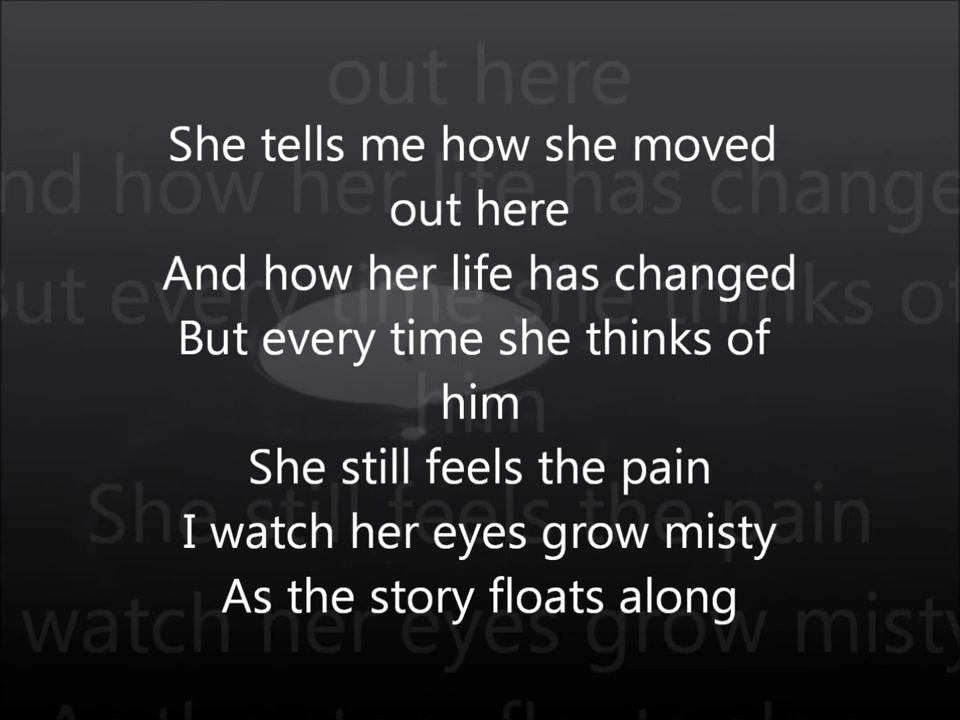 She tells me how she moved
out here
And how her life has changed
But every time she thinks of
him
She still feels the pain
I watch her eyes grow misty
As the story floats along